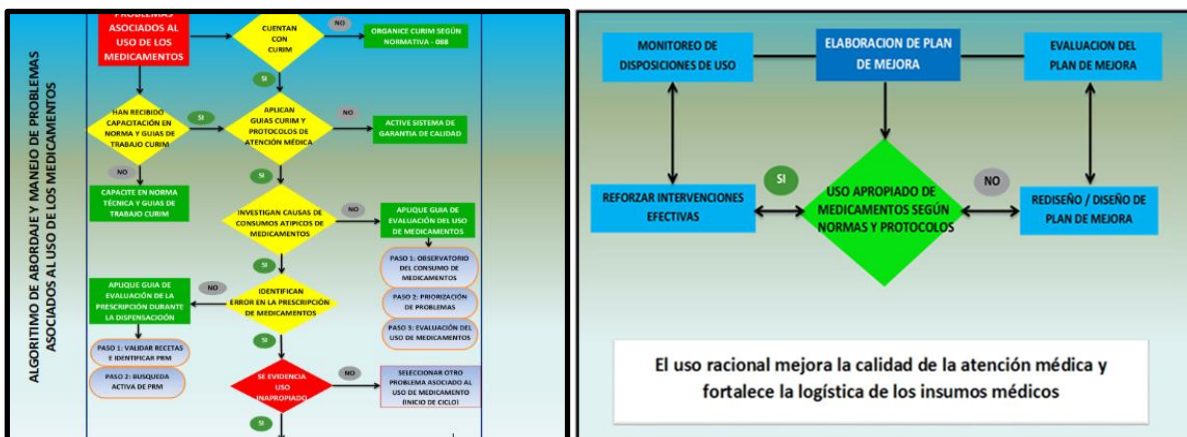 ALGORITIMO DE ABORDAJE Y MANEJO DE PROBLEMAS
ASOCIADOS AL USO DE LOS MEDICAMENTOS
PROBLEMAS
ASOCIADOS AL
USO DE LOS
MEDICAMENTOS
CUENTAN
CON
CURIM
NO
ORGANICE CURIM SEGÚN
NORMATIVA - 088
SI
HAN RECIBIDO
CAPACITACIÓN EN
NORMA Y GUIAS DE
TRABAJO CURIM
SI
APLICAN
GUIAS CURIM Y
PROTOCOLOS DE
ATENCIÓN MÉDICA
NO
ACTIVE SISTEMA DE
GARANTIA DE CALIDAD
NO
SI
CAPACITE EN NORMA
TÉCNICA Y GUIAS DE
TRABAJO CURIM
INVESTIGAN CAUSAS DE
CONSUMOS ATIPICOS DE
MEDICAMENTOS
NO
APLIQUE GUIA DE
EVALUACIÓN DEL USO
DE MEDICAMENTOS
SI
PASO 1: OBSERVATORIO
DEL CONSUMO DE
MEDICAMENTOS
PASO 2: PRIORIZACIÓN
DE PROBLEMAS
PASO 3: EVALUACIÓN DEL
USO DE MEDICAMENTOS
APLIQUE GUIA DE
EVALUACIÓN DE LA
PRESCRIPCIÓN DURANTE
LA DISPENSACIOÓN
NO
IDENTIFICAN
ERROR EN LA PRESCRIPCIÓN
DE MEDICAMENTOS
SI
PASO 1: VALIDAR RECETAS
E IDENTIFICAR PRM
PASO 2: BUSQUEDA
ACTIVA DE PRM
SE EVIDENCIA
USO
INAPROPIADO
NO
SELECCIONAR OTRO
PROBLEMA ASOCIADO AL
USO DE MEDICAMENTO
(INICIO DE CICLO)
SI
MONITOREO DE
DISPOSICIONES DE USO
ELABORACION DE PLAN
DE MEJORA
EVALUACION DEL
PLAN DE MEJORA
REFORZAR INTERVENCIONES
EFECTIVAS
SI
USO APROPIADO DE
MEDICAMENTOS SEGÚN
NORMAS Y PROTOCOLOS
NO
REDISEÑO / DISEÑO DE
PLAN DE MEJORA
El uso racional mejora la calidad de la atención médica y
fortalece la logística de los insumos médicos